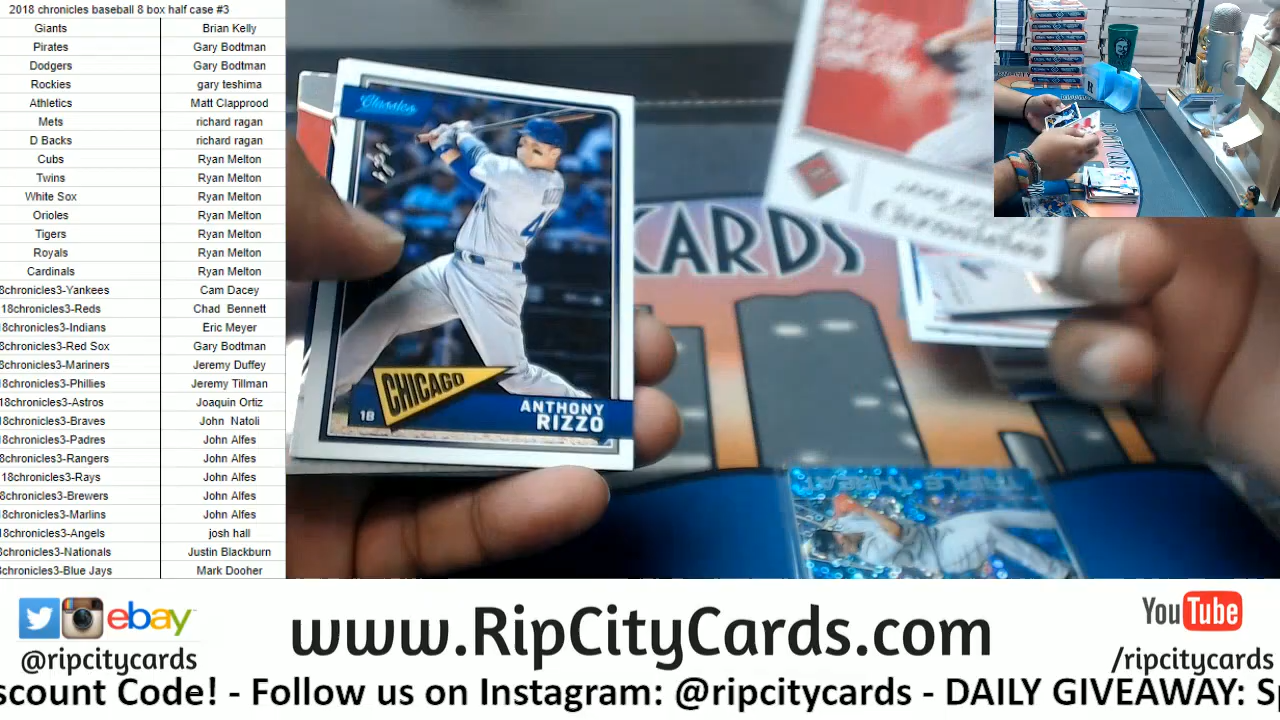 2018 chronicles baseball 8 box half case #3
Giants Brian Kelly
Pirates Gary Bodtman
Dodgers Gary Bodtman
Rockies gary teshima
Athletics Matt Clapprood
Mets richard ragan
D Backs richard ragan
Cubs Ryan Melton
Twins Ryan Melton
White Sox Ryan Melton
Orioles Ryan Melton
Tigers Ryan Melton
Royals Ryan Melton
Cardinals Ryan Melton
8chronicles3-Yankees Cam Dacey
18chronicles3-Reds Chad Bennett
8chronicles3-Indians Eric Meyer
8chronicles3-Red Sox Gary Bodtman
8chronicles3-Mariners Jeremy Duffey
8chronicles3-Phillies Jeremy Tillman
18chronicles3-Astros Joaquin Ortiz
8chronicles3-Braves John Natoli
18chronicles3-Padres John Alfes
8chronicles3-Rangers John Alfes
18chronicles3-Rays John Alfes
8chronicles3-Brewers John Alfes
8chronicles3-Marlins John Alfes
18chronicles3-Angels josh hall
chronicles3-Nationals Justin Blackburn
chronicles3-Blue Jays Mark Dooher
Classics
CHICAGO
18
ANTHONY
RIZZO
CARDS
Chronicles
TRIPLE THREAT
ebay
@ripcitycards
www.RipCityCards.com
YouTube
/ripcitycards
scount Code! - Follow us on Instagram: @ripcitycards - DAILY GIVEAWAY: Sp